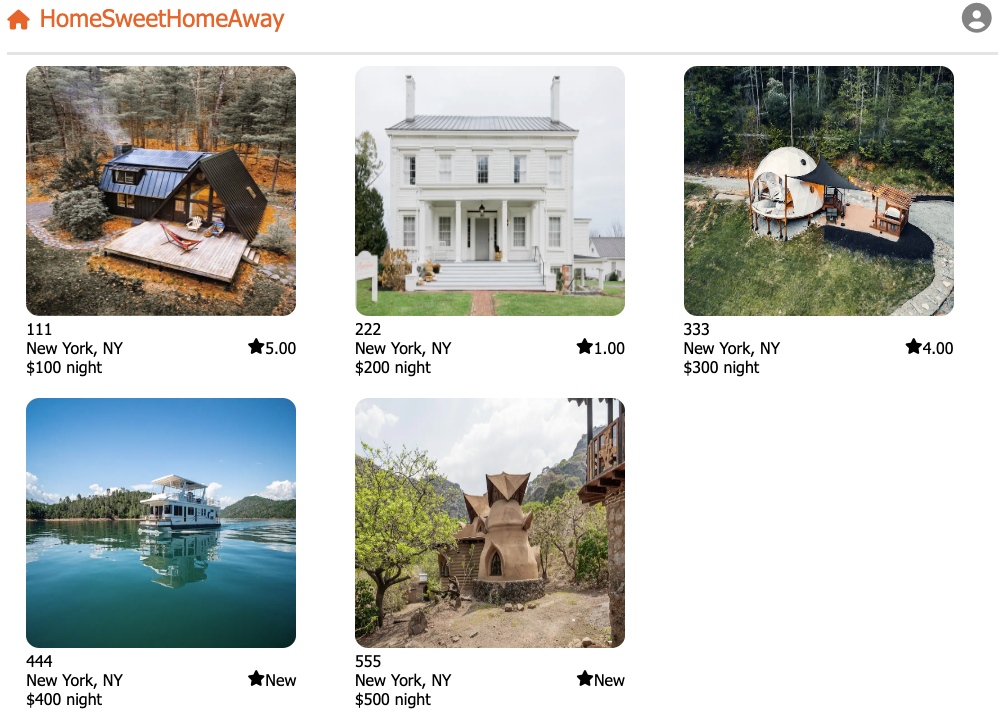 HomeSweetHomeAway
111
New York, NY
5.00
$100 night
222
New York, NY
1.00
$200 night
333
New York, NY
4.00
$300 night
444
New York, NY
New
$400 night
555
New York, NY
New
$500 night